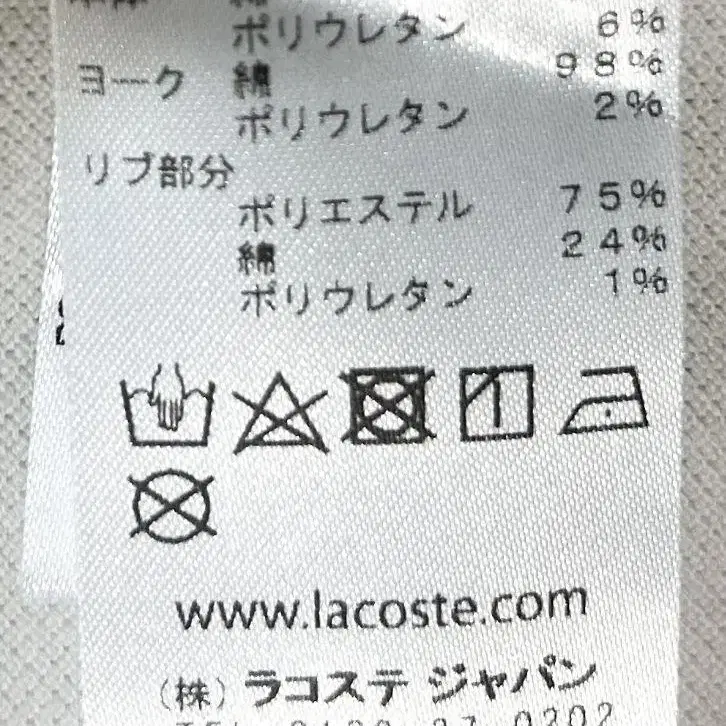 ポリウレタン 6%
ヨーク 綿 98%
ポリウレタン 2%
リブ部分
ポリエステル 75%
綿 24%
ポリウレタン 1%
www.lacoste.com
(株) ラコステ ジャパン